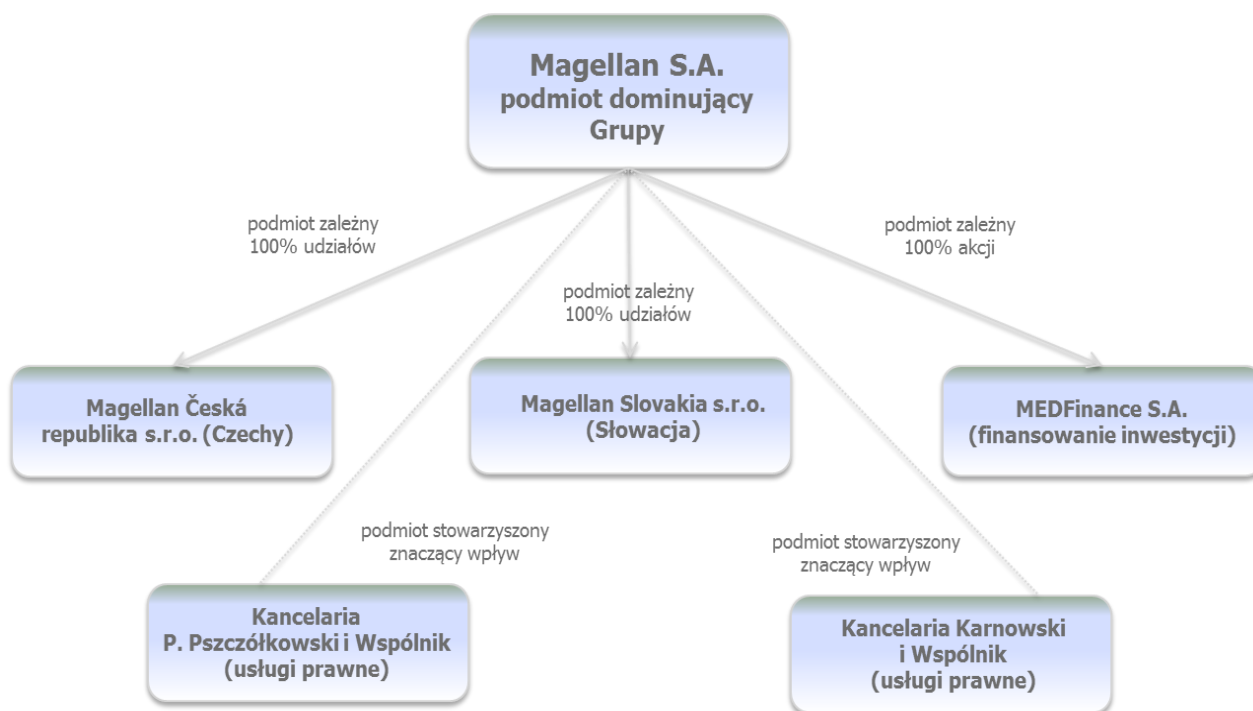 Magellan S.A.
podmiot dominujący
Grupy
podmiot zależny
100% udziałów
podmiot zależny
100% udziałów
podmiot zależny
100% akcji
Magellan Česká
republika s.r.o. (Czechy)
Magellan Slovakia s.r.o.
(Słowacja)
MEDFinance S.A.
(finansowanie inwestycji)
podmiot stowarzyszony
znaczący wpływ
podmiot stowarzyszony
znaczący wpływ
Kancelaria
P. Pszczółkowski i Wspólnik
(usługi prawne)
Kancelaria Karnowski
i Wspólnik
(usługi prawne)